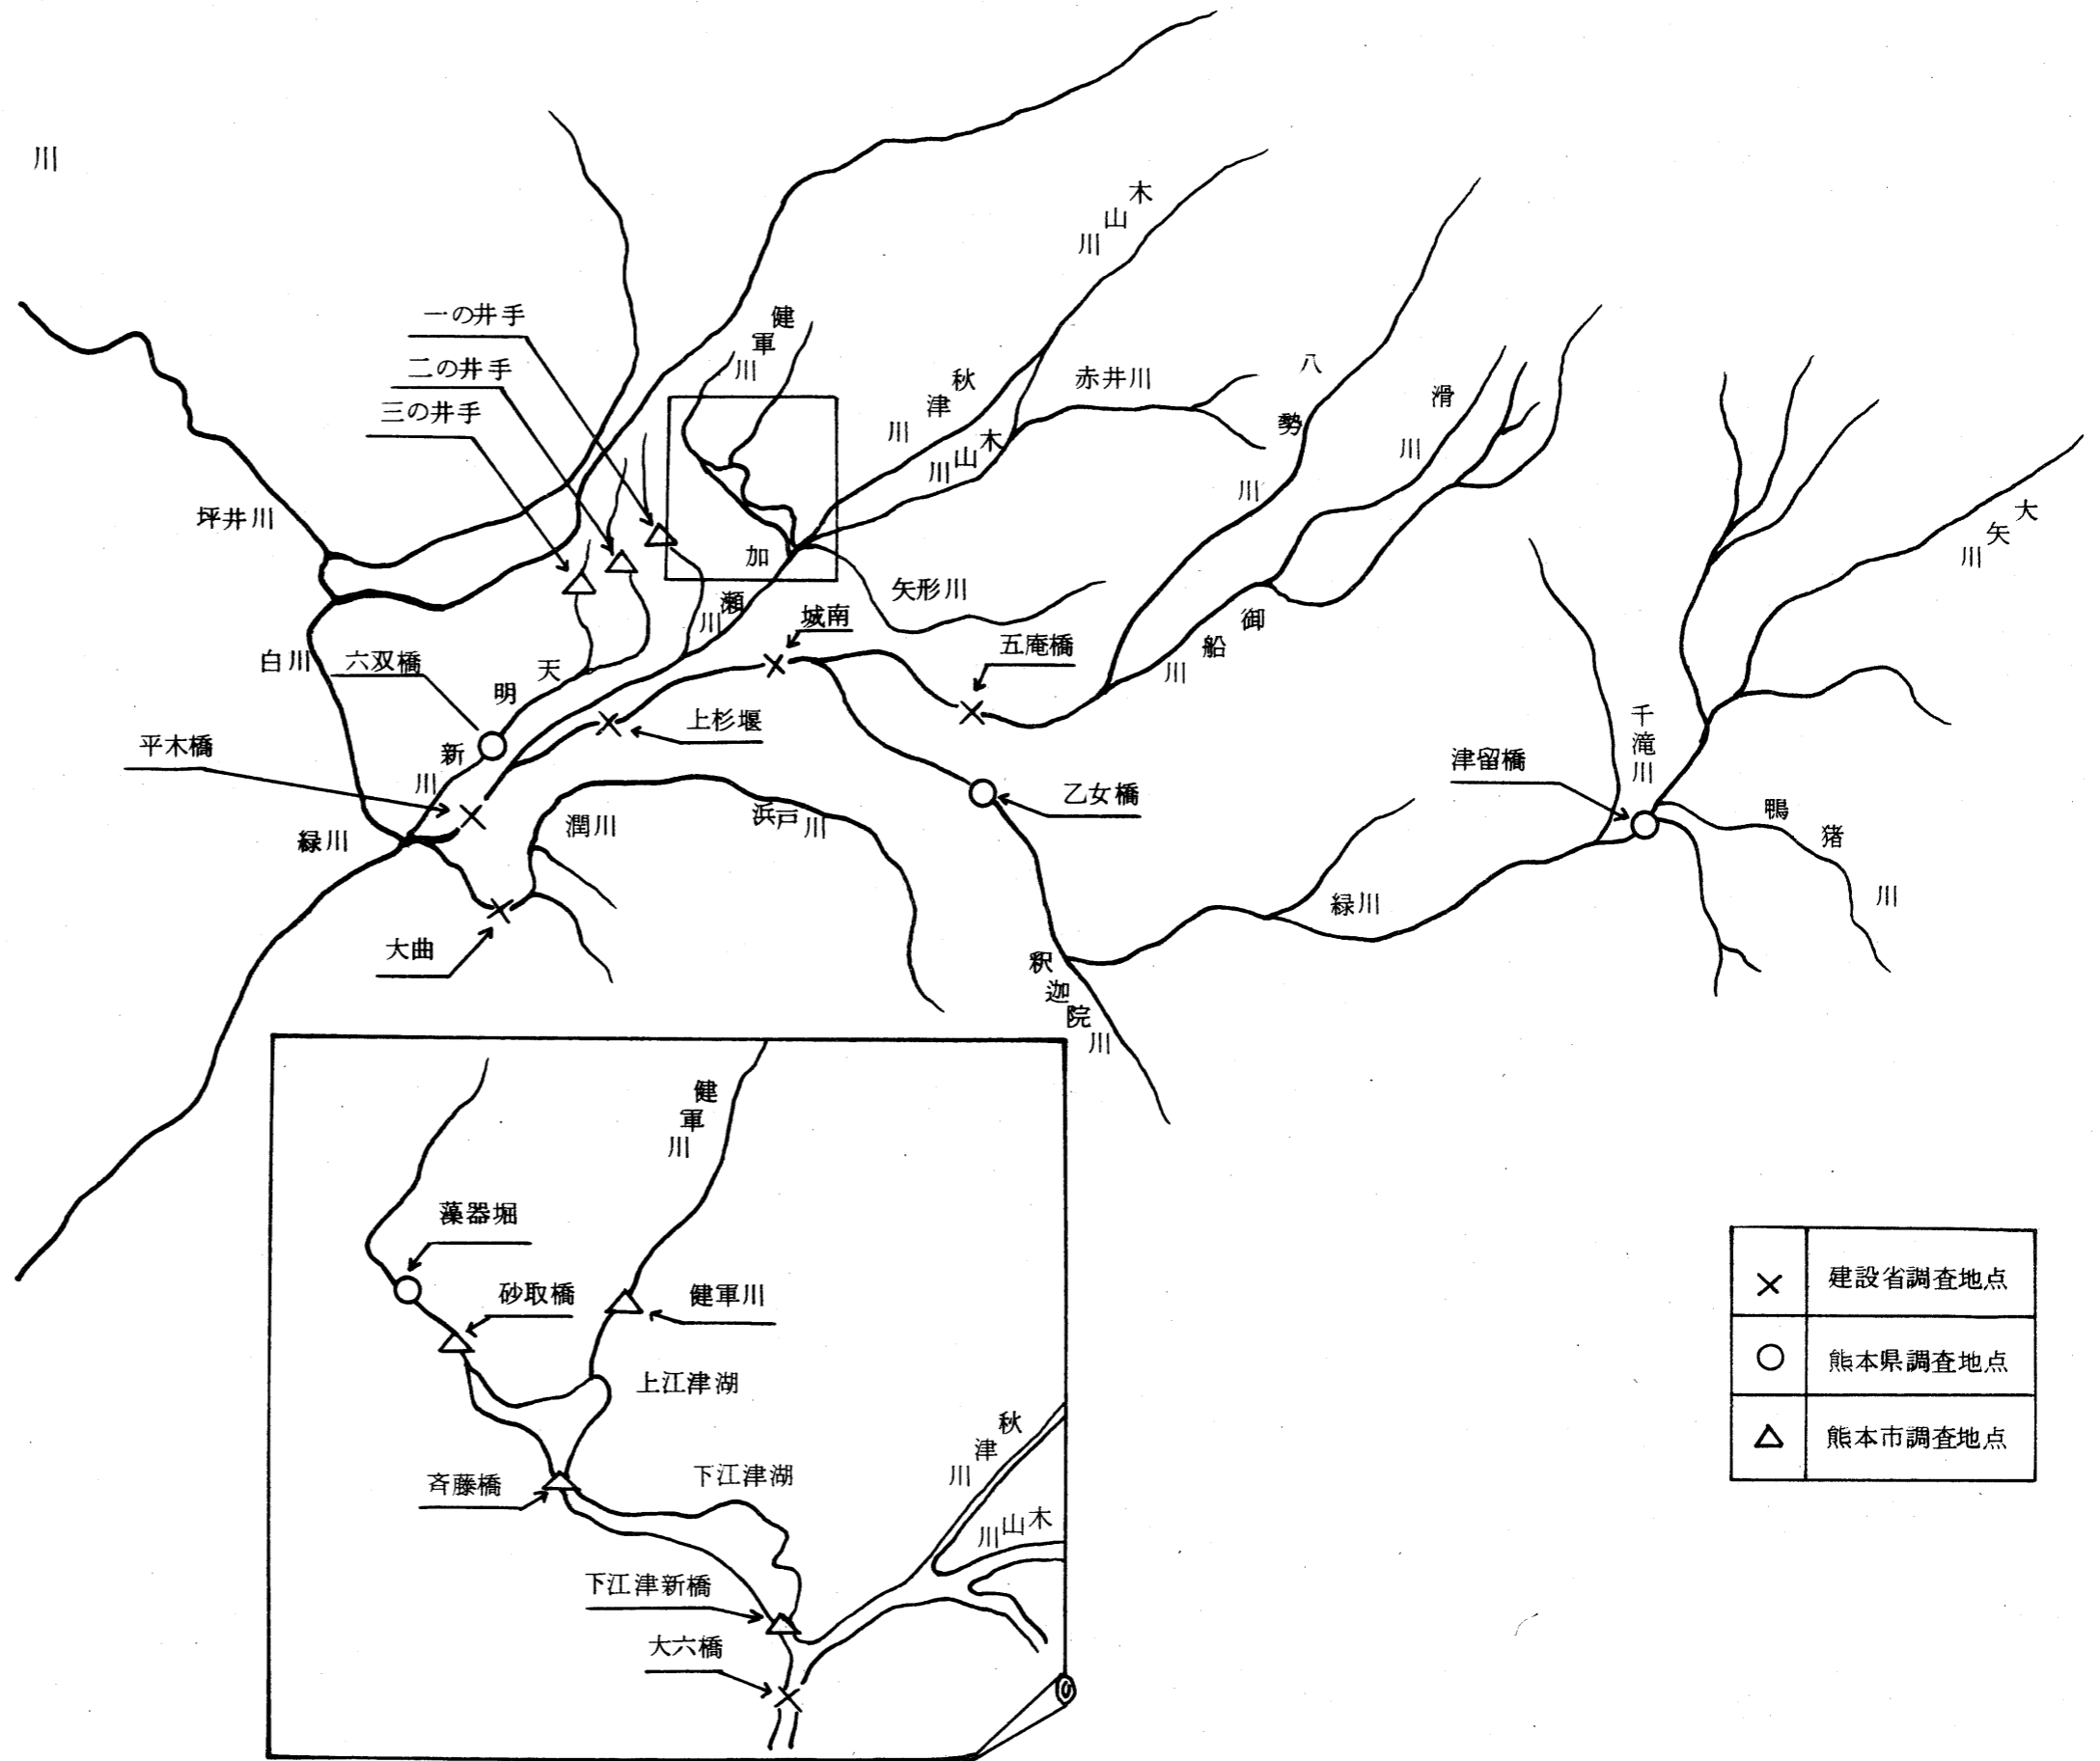 川
木山川
一の井手
健軍川
二の井手
三の井手
秋津川
赤井川
八勢川
滑川
木山川
坪井川
大矢川
加瀬川
矢形川
城南
御船川
五庵橋
白川
六双橋
天明新川
上杉堰
平木橋
千滝川
津留橋
乙女橋
鴨猪川
緑川
潤川
浜戸川
緑川
大曲
釈迦院川
健軍川
藻器堀
砂取橋
健軍川
上江津湖
秋津川
斉藤橋
下江津湖
木山川
下江津新橋
大六橋
建設省調査地点
熊本県調査地点
熊本市調査地点